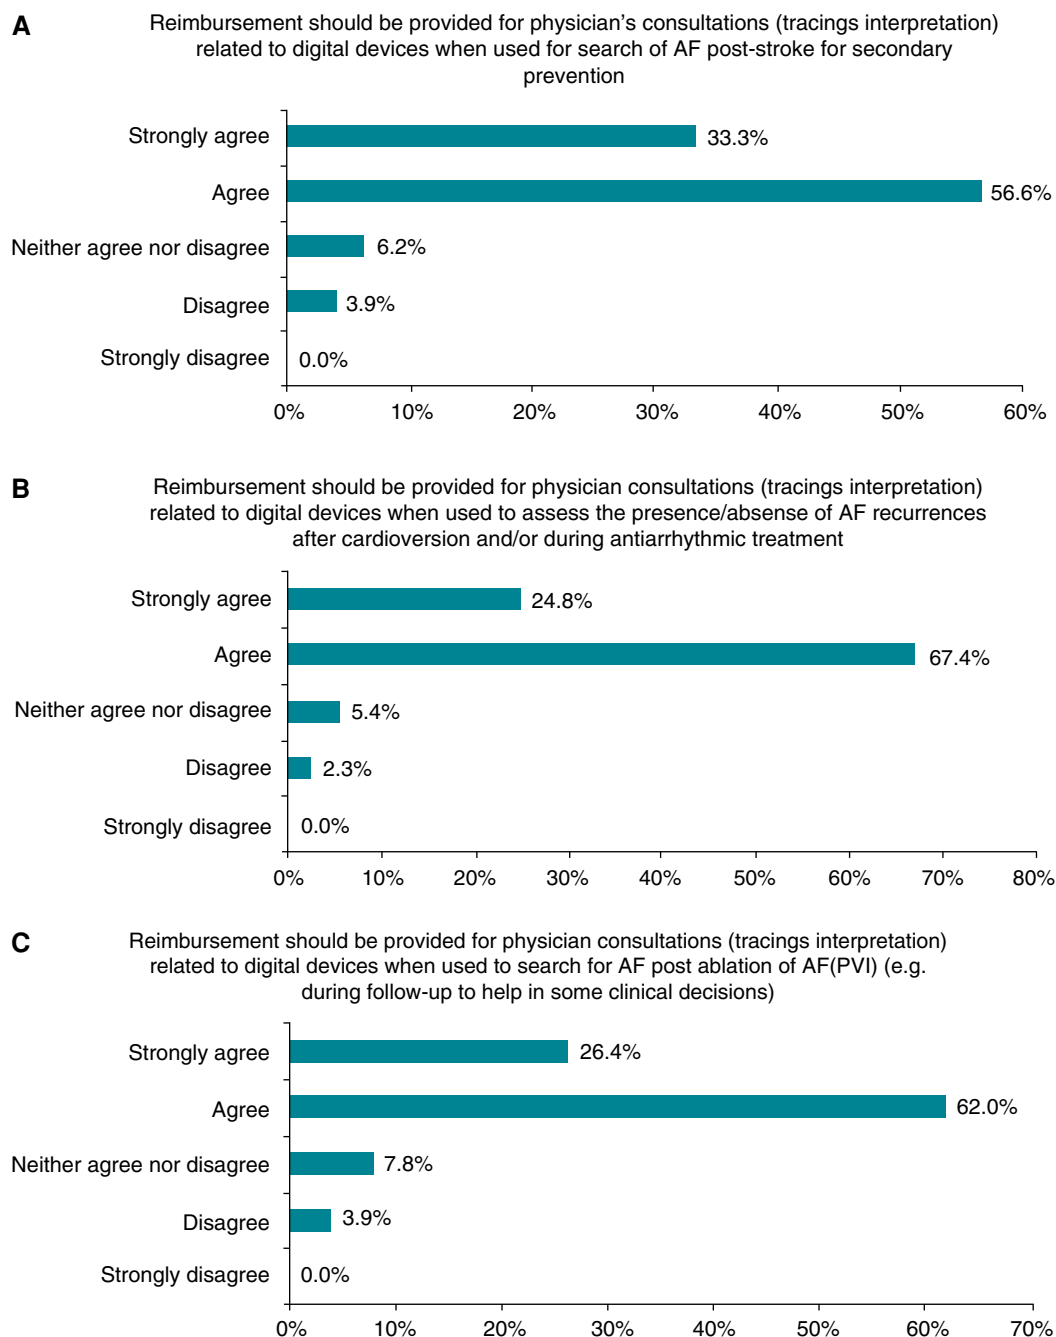 A
Reimbursement should be provided for physician’s consultations (tracings interpretation)
related to digital devices when used for search of AF post-stroke for secondary
prevention
Strongly agree
33.3%
Agree
56.6%
Neither agree nor disagree
6.2%
Disagree
3.9%
Strongly disagree
0.0%
0% 10% 20% 30% 40% 50% 60%
B
Reimbursement should be provided for physician consultations (tracings interpretation)
related to digital devices when used to assess the presence/absense of AF recurrences
after cardioversion and/or during antiarrhythmic treatment
Strongly agree
24.8%
Agree
67.4%
Neither agree nor disagree
5.4%
Disagree
2.3%
Strongly disagree
0.0%
0% 10% 20% 30% 40% 50% 60% 70% 80%
C
Reimbursement should be provided for physician consultations (tracings interpretation)
related to digital devices when used to search for AF post ablation of AF(PVI) (e.g.
during follow-up to help in some clinical decisions)
Strongly agree
26.4%
Agree
62.0%
Neither agree nor disagree
7.8%
Disagree
3.9%
Strongly disagree
0.0%
0% 10% 20% 30% 40% 50% 60% 70%